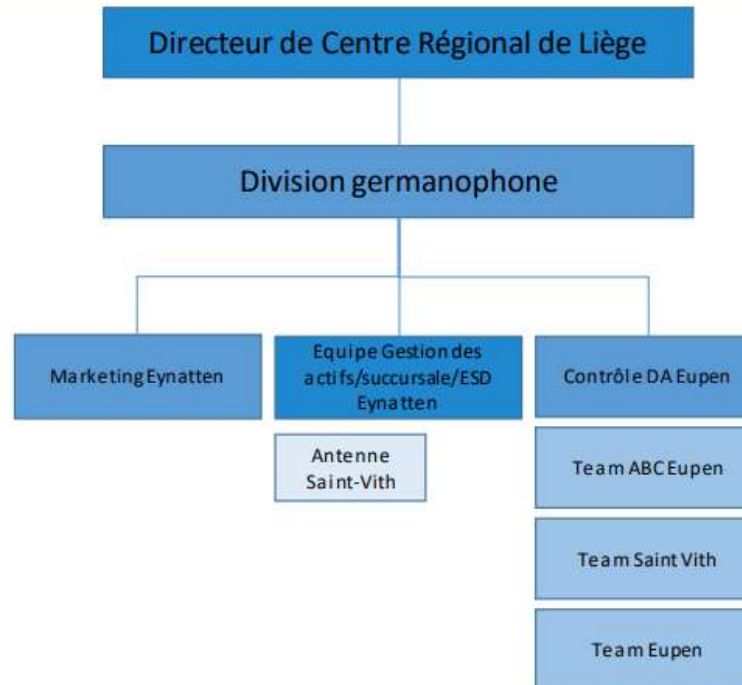 Directeur de Centre Régional de Liège
Division germanophone
Marketing Eynatten
Equipe Gestion des
actifs/succursale/ESD
Eynatten
Contrôle DA Eupen
Antenne
Saint-Vith
Team ABC Eupen
Team Saint Vith
Team Eupen